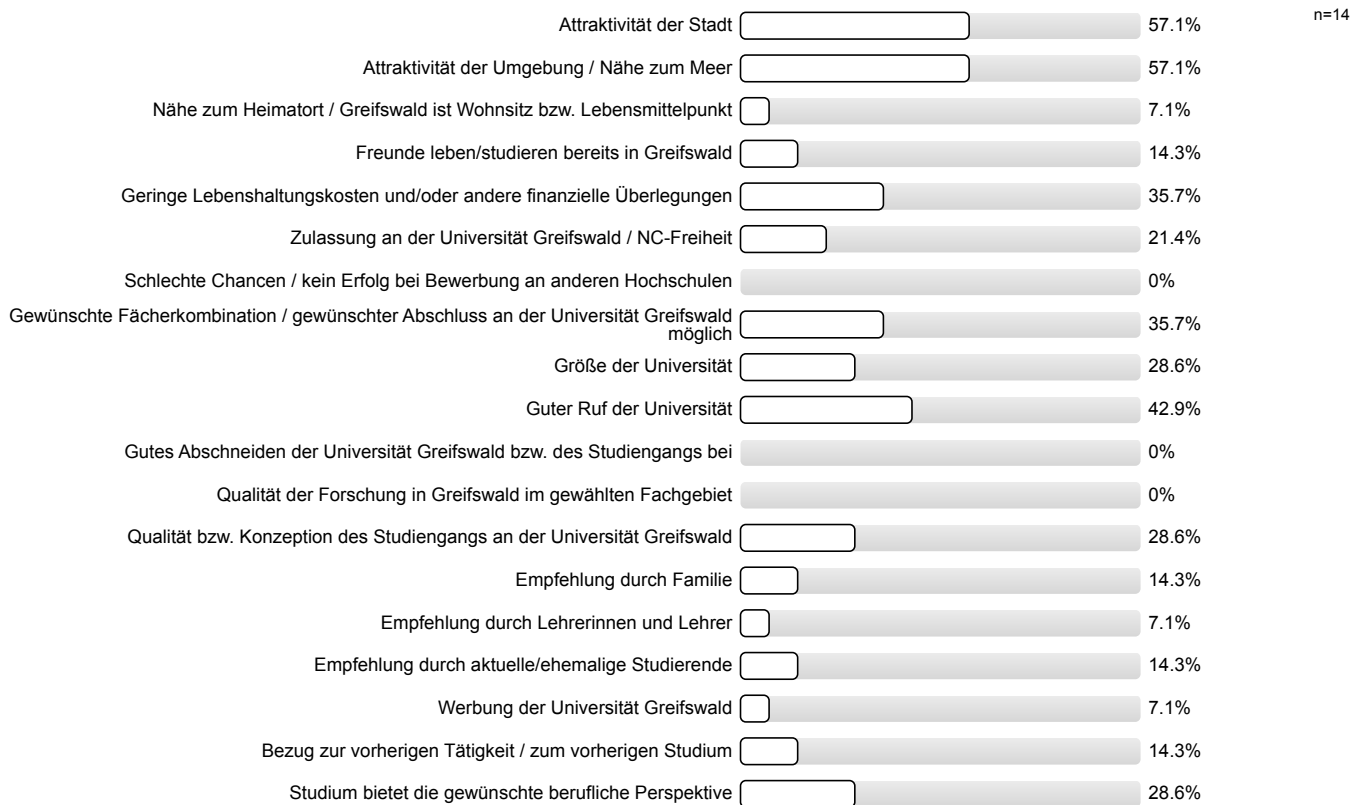 n=14
Attraktivität der Stadt 57.1%
Attraktivität der Umgebung / Nähe zum Meer 57.1%
Nähe zum Heimatort / Greifswald ist Wohnsitz bzw. Lebensmittelpunkt 7.1%
Freunde leben/studieren bereits in Greifswald 14.3%
Geringe Lebenshaltungskosten und/oder andere finanzielle Überlegungen 35.7%
Zulassung an der Universität Greifswald / NC-Freiheit 21.4%
Schlechte Chancen / kein Erfolg bei Bewerbung an anderen Hochschulen 0%
Gewünschte Fächerkombination / gewünschter Abschluss an der Universität Greifswald
möglich 35.7%
Größe der Universität 28.6%
Guter Ruf der Universität 42.9%
Gutes Abschneiden der Universität Greifswald bzw. des Studiengangs bei 0%
Qualität der Forschung in Greifswald im gewählten Fachgebiet 0%
Qualität bzw. Konzeption des Studiengangs an der Universität Greifswald 28.6%
Empfehlung durch Familie 14.3%
Empfehlung durch Lehrerinnen und Lehrer 7.1%
Empfehlung durch aktuelle/ehemalige Studierende 14.3%
Werbung der Universität Greifswald 7.1%
Bezug zur vorherigen Tätigkeit / zum vorherigen Studium 14.3%
Studium bietet die gewünschte berufliche Perspektive 28.6%